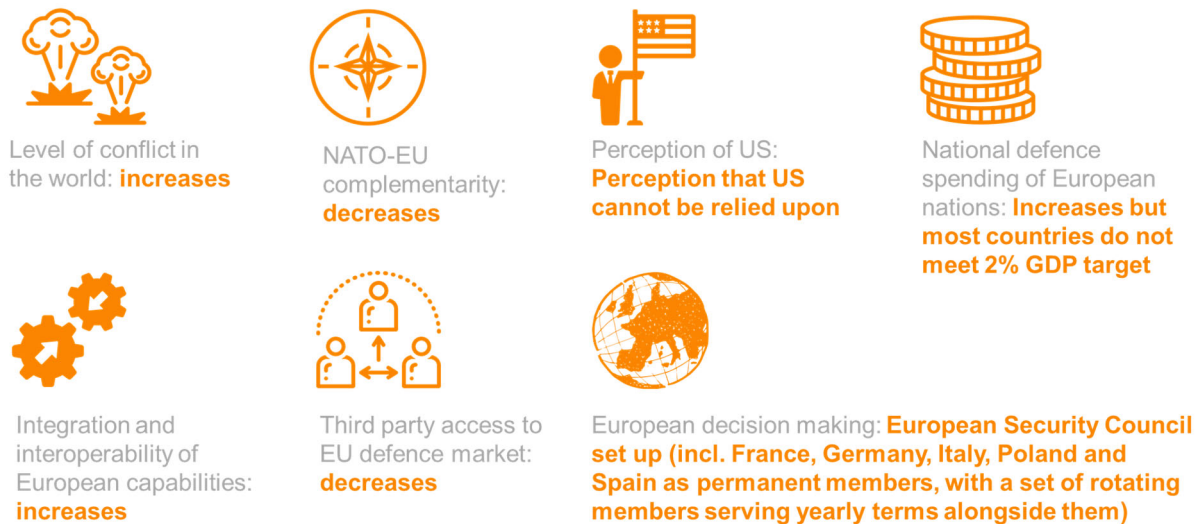 Level of conflict in
the world: increases
NATO-EU
complementarity:
decreases
Perception of US:
Perception that US
cannot be relied upon
National defence
spending of European
nations: Increases but
most countries do not
meet 2% GDP target
Integration and
interoperability of
European capabilities:
increases
Third party access to
EU defence market:
decreases
European decision making: European Security Council
set up (incl. France, Germany, Italy, Poland and
Spain as permanent members, with a set of rotating
members serving yearly terms alongside them)